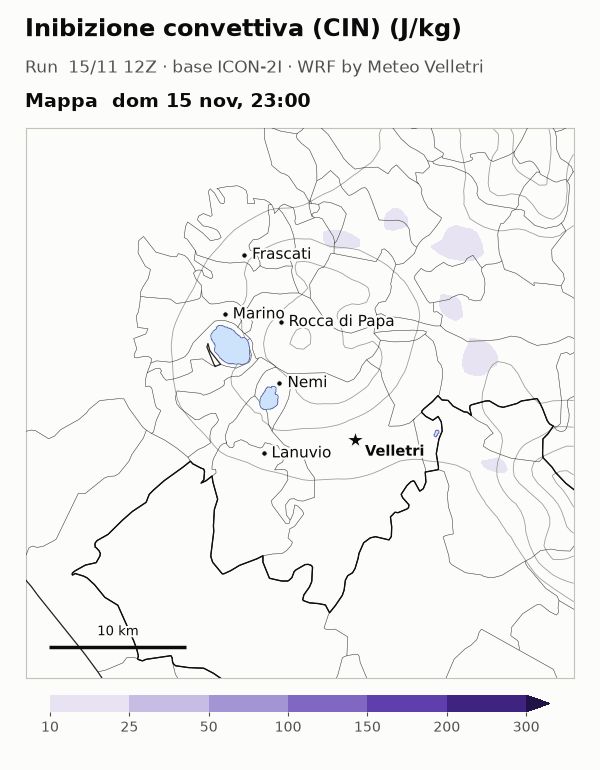 Inibizione convettiva (CIN) (J/kg)
Run  15/11 12Z · base ICON-2I · WRF by Meteo Velletri
Mappa  dom 15 nov, 23:00
Frascati
Marino
Rocca di Papa
Nemi
Velletri
Lanuvio
10 km
10 25 50 100 150 200 300